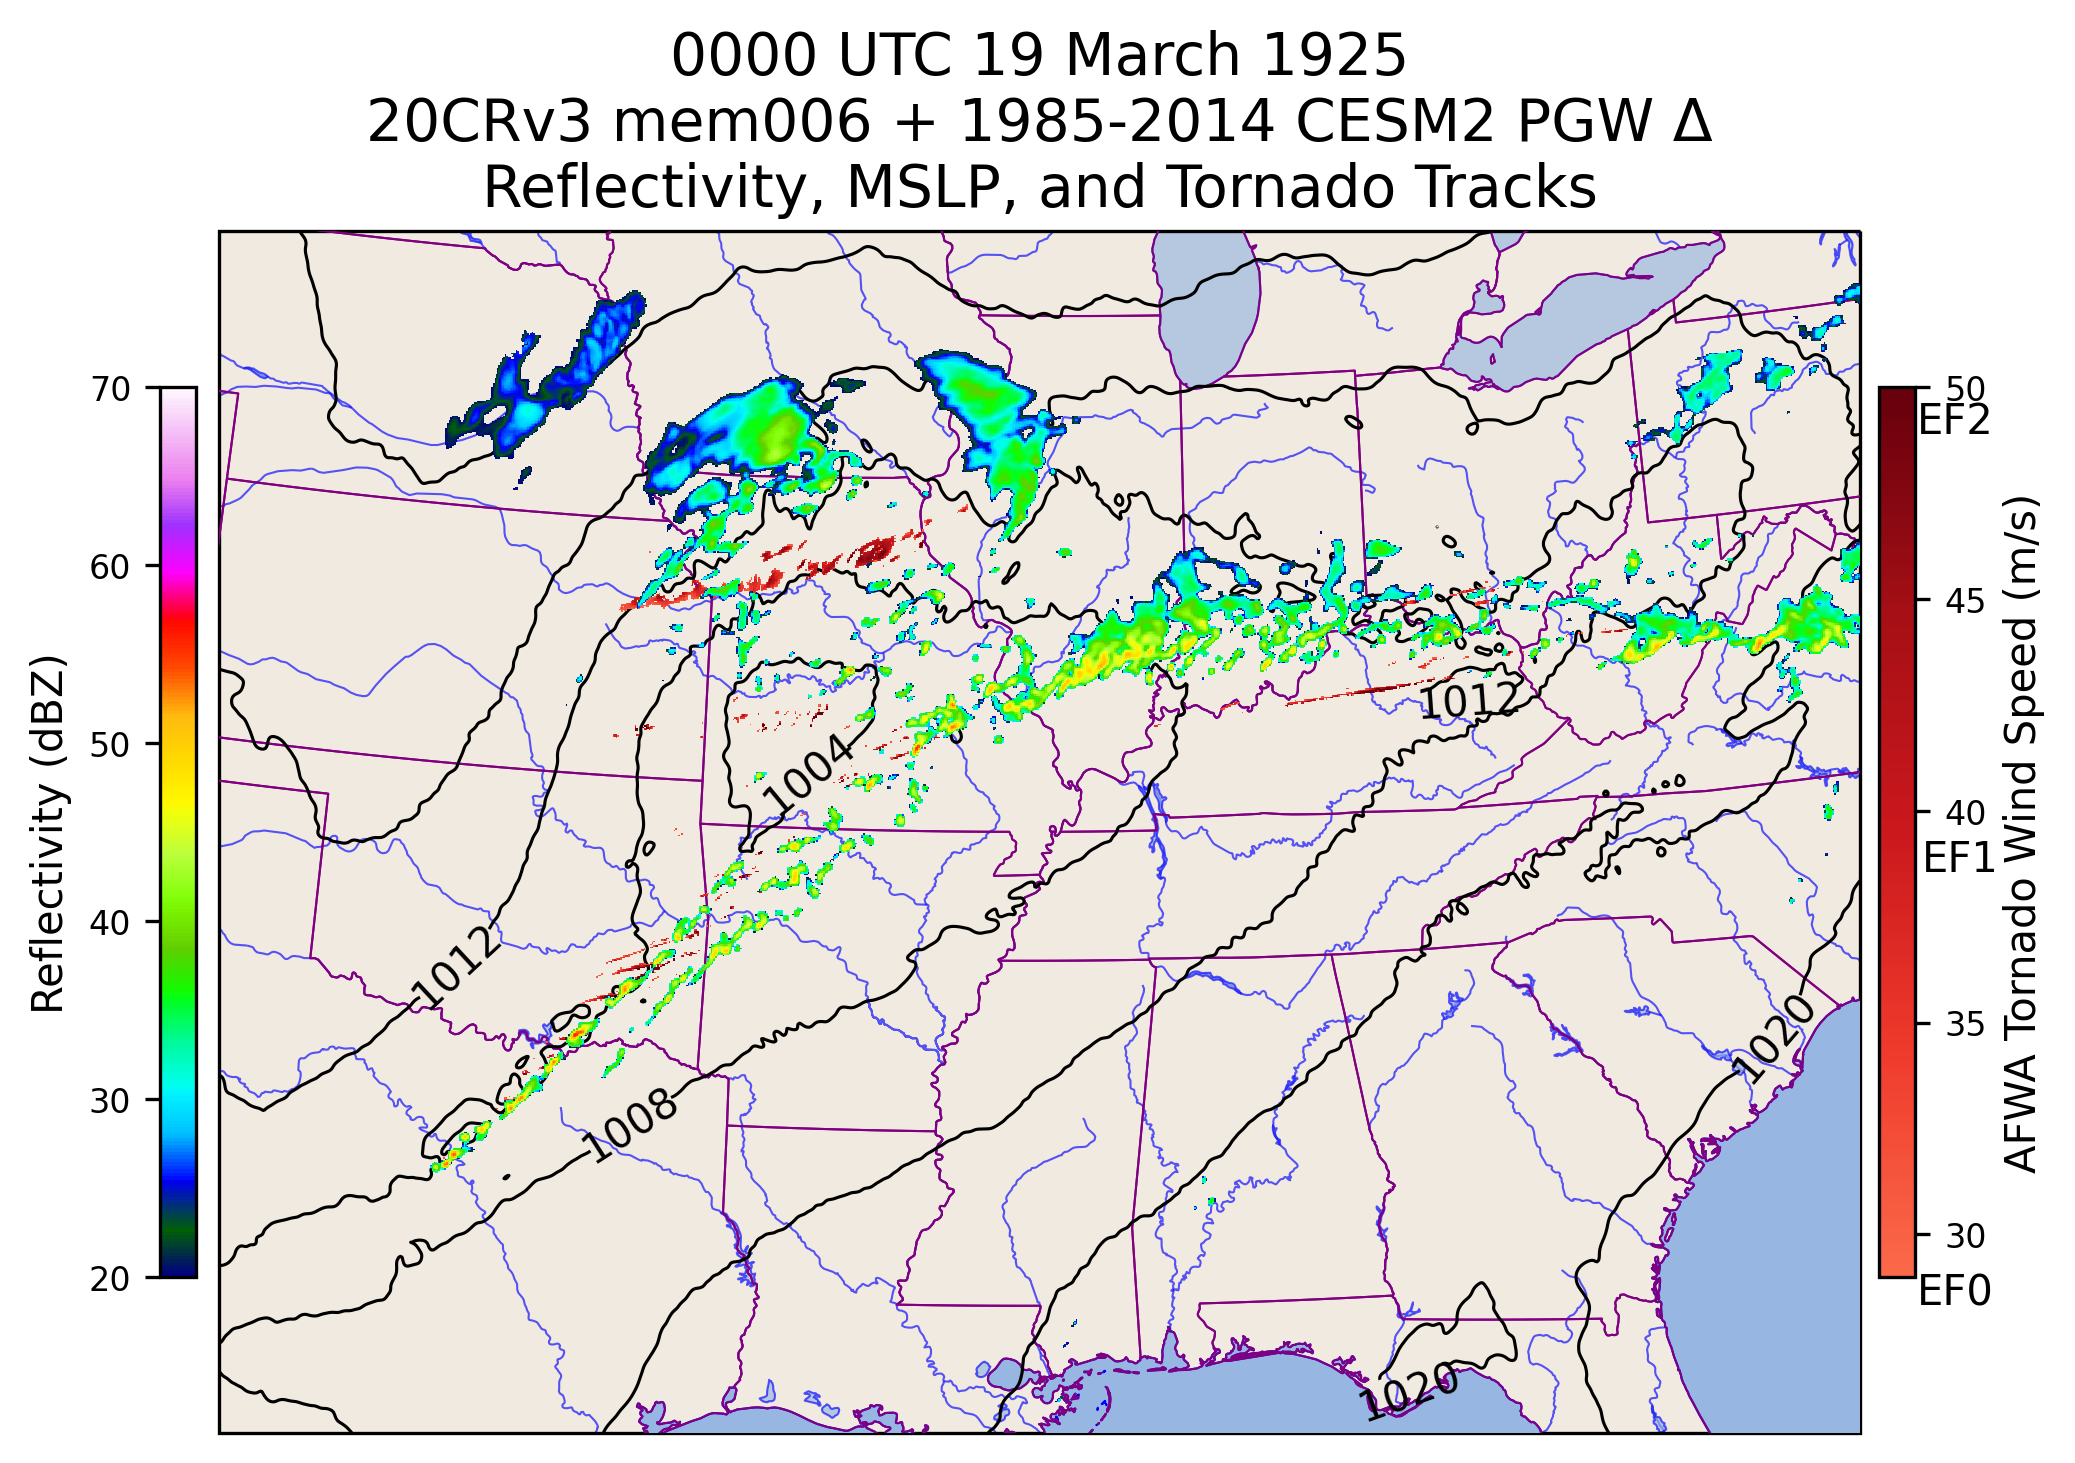 0000 UTC 19 March 1925
20CRv3 mem006 + 1985-2014 CESM2 PGW Δ
Reflectivity, MSLP, and Tornado Tracks
70
60
50
40
30
20
Reflectivity (dBZ)
1012
1004
1012
1008
1020
1020
50
EF2
45
40
EF1
35
30
EF0
AFWA Tornado Wind Speed (m/s)